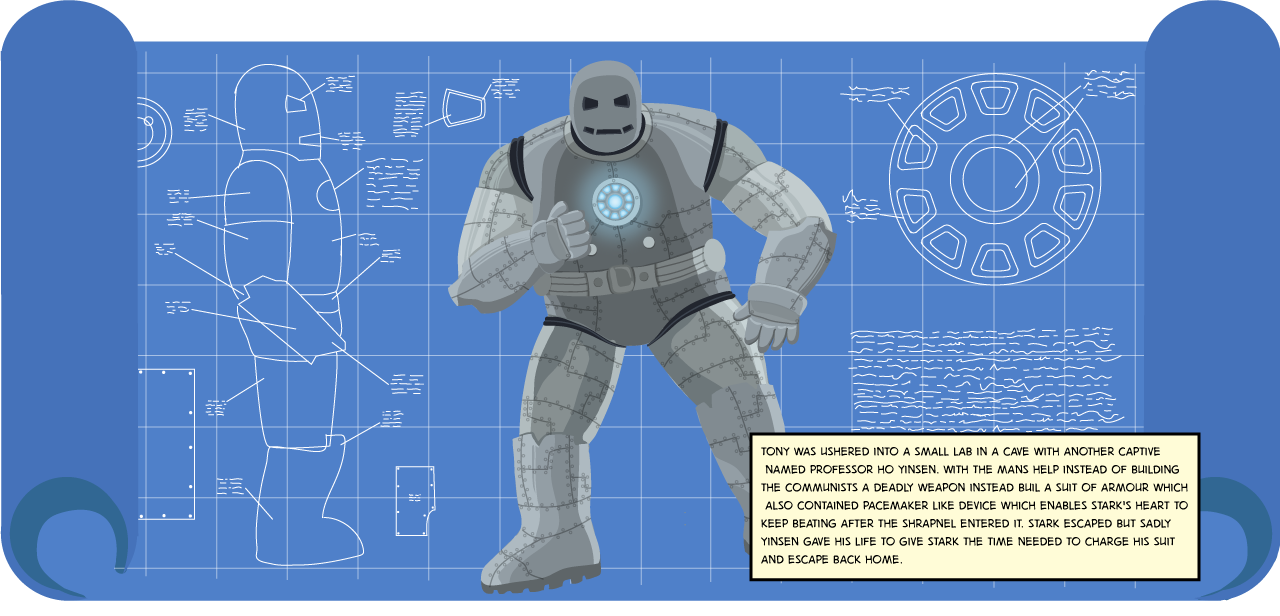 TONY WAS USHERED INTO A SMALL LAB IN A CAVE WITH ANOTHER CAPTIVE
NAMED PROFESSOR HO YINSEN. WITH THE MANS HELP INSTEAD OF BUILDING
THE COMMUNISTS A DEADLY WEAPON INSTEAD BUIL A SUIT OF ARMOUR WHICH
ALSO CONTAINED PACEMAKER LIKE DEVICE WHICH ENABLES STARK'S HEART TO
KEEP BEATING AFTER THE SHRAPNEL ENTERED IT. STARK ESCAPED BUT SADLY
YINSEN GAVE HIS LIFE TO GIVE STARK THE TIME NEEDED TO CHARGE HIS SUIT
AND ESCAPE BACK HOME.